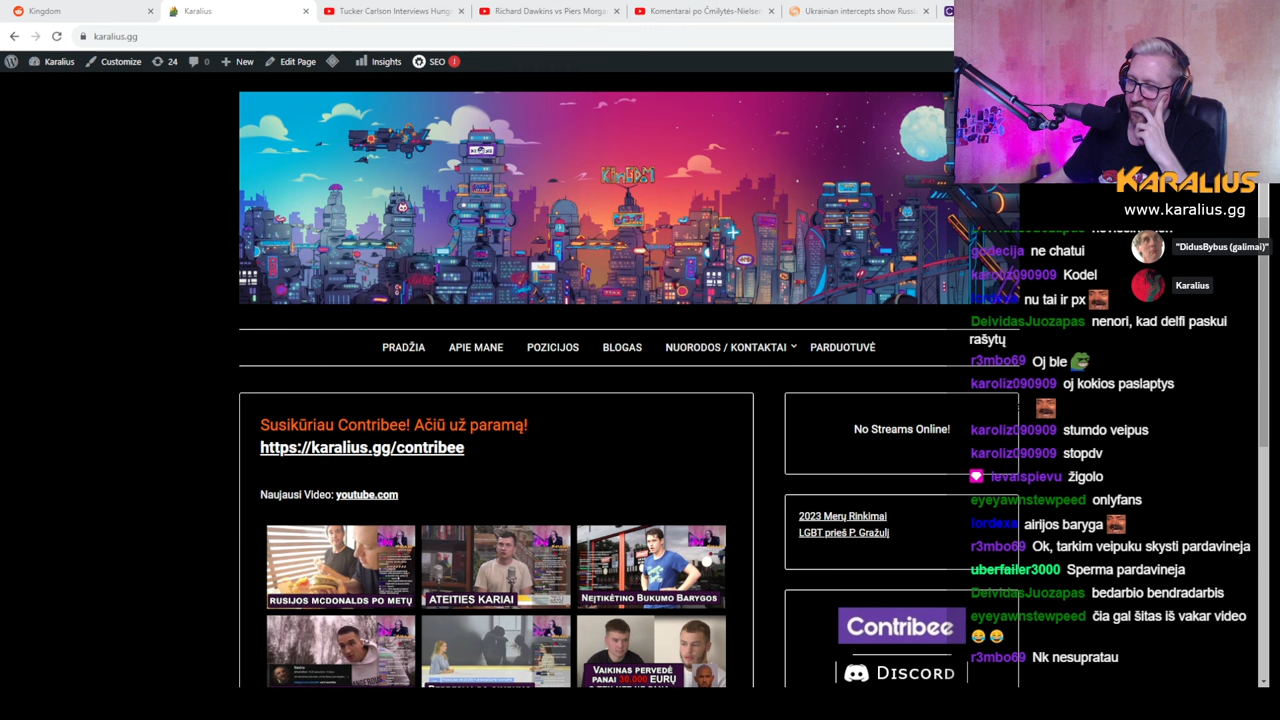 Kingdom
Karalius
Tucker Carlson Interviews Hung
Richard Dawkins vs Piers Morga
Komentarai po Čmilytės-Nielsen
Ukrainian intercepts show Russi
karalius.gg
Karalius
Customize
24
0
New
Edit Page
Insights
SEO
!
KINGDOM
KARALIUS
www.karalius.gg
PRADŽIA
APIE MANE
POZICIJOS
BLOGAS
NUORODOS / KONTAKTAI
PARDUOTUVĖ
Susikūriau Contribee! Ačiū už paramą!
https://karalius.gg/contribee
Naujausi Video: youtube.com
RUSIJOS MCDONALDS PO METŲ
ATEITIES KARIAI
NEĮTIKĖTINO BUKUMO BARYGOS
VAIKINAS PERVEDĖ
PANAI 30.000 EURŲ
No Streams Online!
2023 Merų Rinkimai
LGBT prieš P. Gražulį
Contribee
DISCORD
"DidusBybus (galimai)"
Karalius
godecija ne chatui
karoliz090909 Kodel
nu tai ir px
DeividasJuozapas nenori, kad delfi paskui
rašytų
r3mbo69 Oj ble
karoliz090909 oj kokios paslaptys
karoliz090909 stumdo veipus
karoliz090909 stopdv
ievaispievu žigolo
eyeyawnstewpeed onlyfans
lordexa airijos baryga
r3mbo69 Ok, tarkim veipuku skysti pardavineja
uberfailer3000 Sperma pardavineja
DeividasJuozapas bedarbio bendradarbis
eyeyawnstewpeed čia gal šitas iš vakar video
r3mbo69 Nk nesupratau